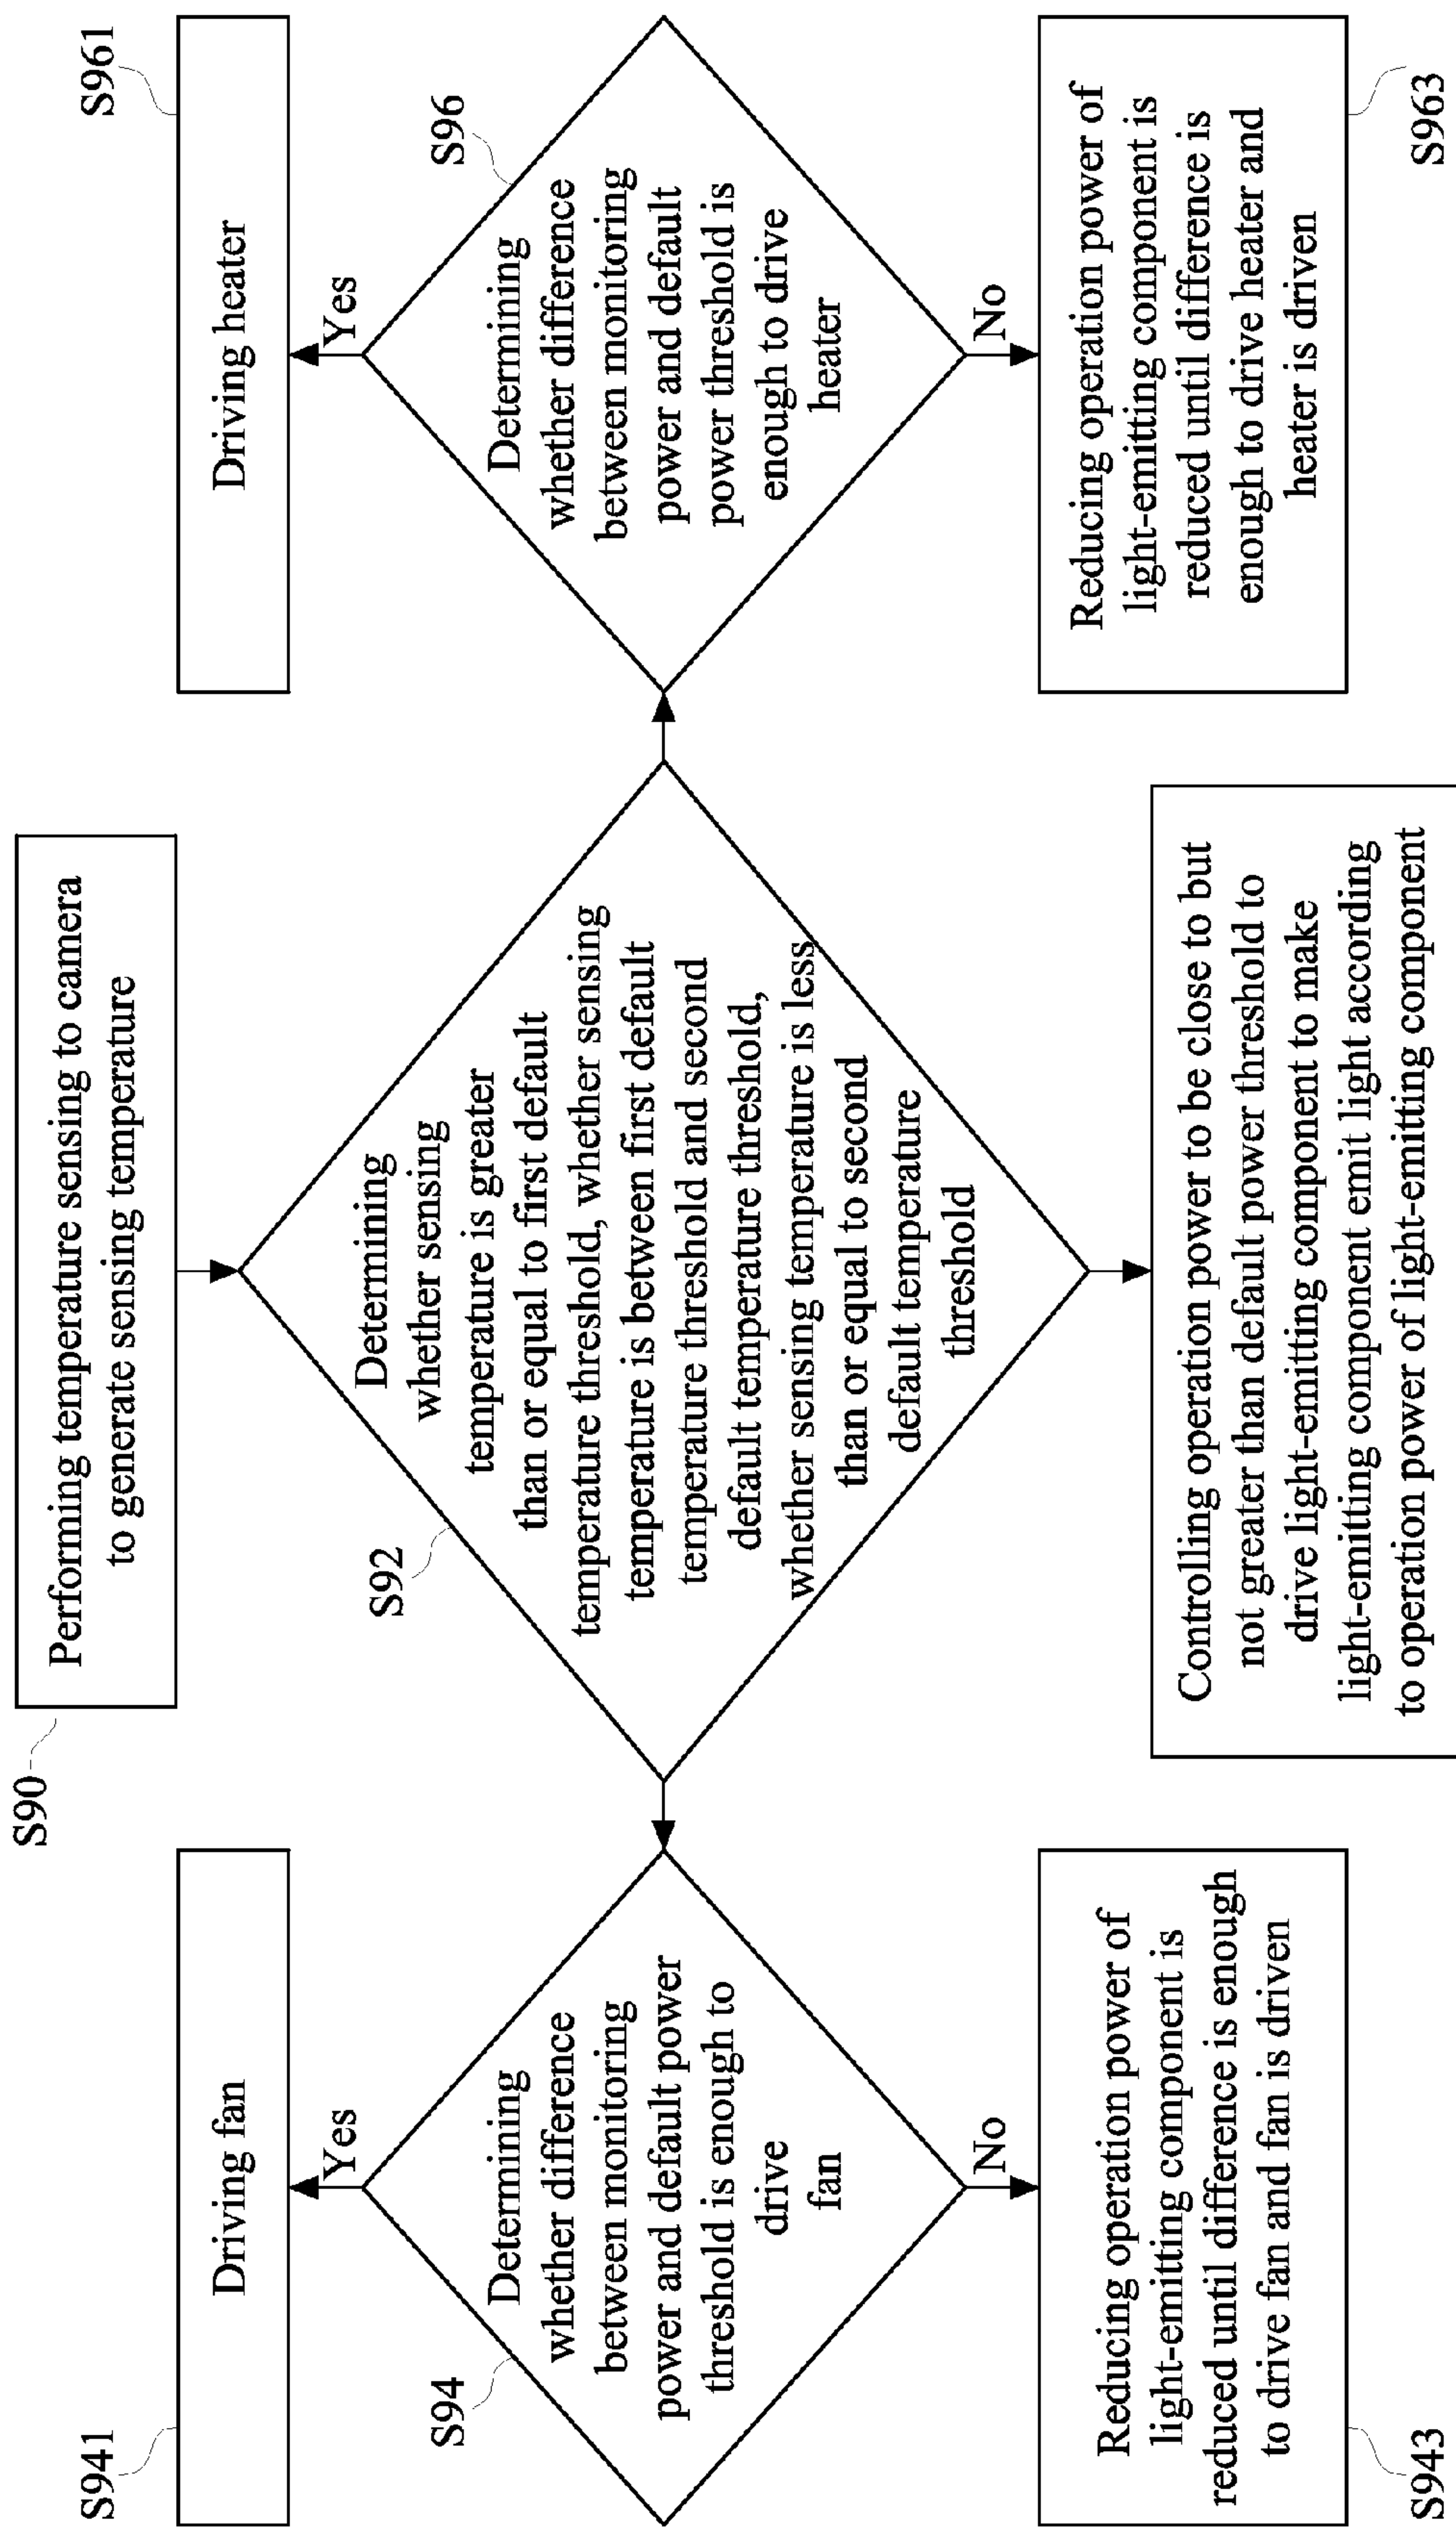 S90
Performing temperature sensing to camera
to generate sensing temperature
S941
Driving fan
S961
Driving heater
Yes
Yes
S94
Determining
whether difference
between monitoring
power and default power
threshold is enough to
drive
fan
S92
Determining
whether sensing
temperature is greater
than or equal to first default
temperature threshold, whether sensing
temperature is between first default
temperature threshold and second
default temperature threshold,
whether sensing temperature is less
than or equal to second
default temperature
threshold
S96
Determining
whether difference
between monitoring
power and default
power threshold is
enough to drive
heater
No
No
Reducing operation power of
light-emitting component is
reduced until difference is enough
to drive fan and fan is driven
S943
Controlling operation power to be close to but
not greater than default power threshold to
drive light-emitting component to make
light-emiting component emit light according
to operation power of light-emitting component
Reducing operation power of
light-emitting component is
reduced until difference is
enough to drive heater and
heater is driven
S963